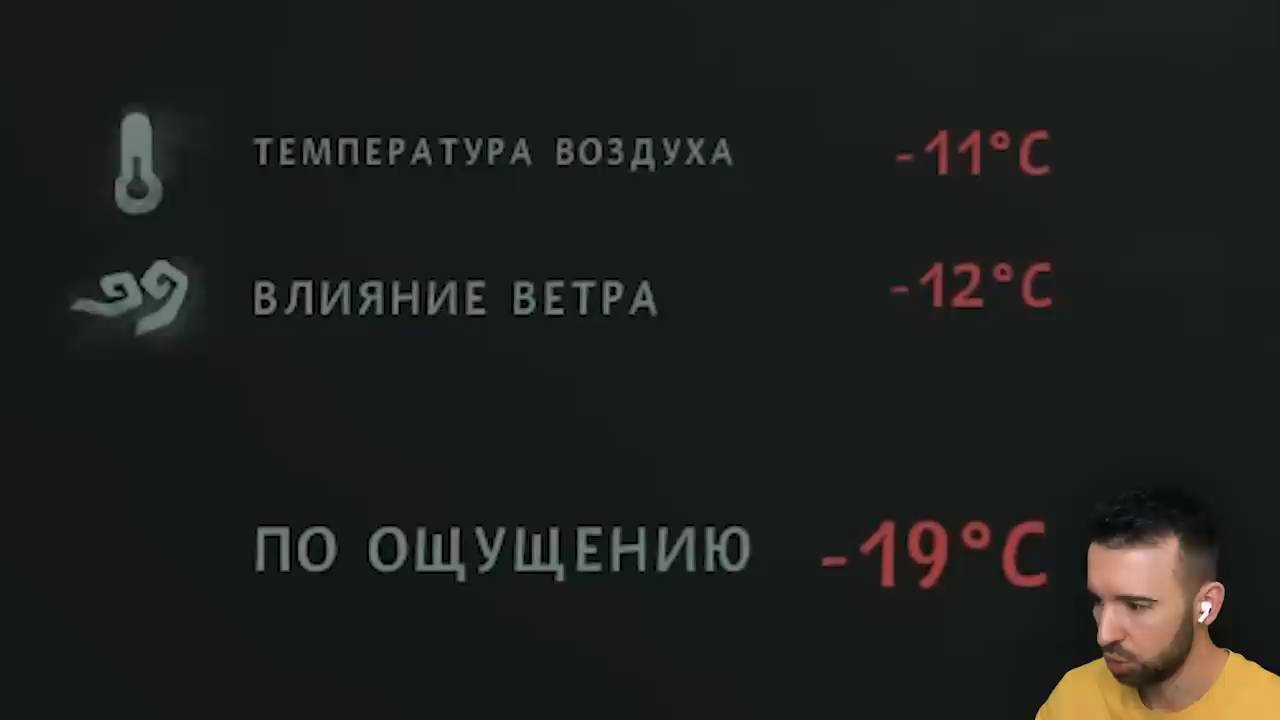 ТЕМПЕРАТУРА ВОЗДУХА -11°C
ВЛИЯНИЕ ВЕТРА -12°C
ПО ОЩУЩЕНИЮ -19°C